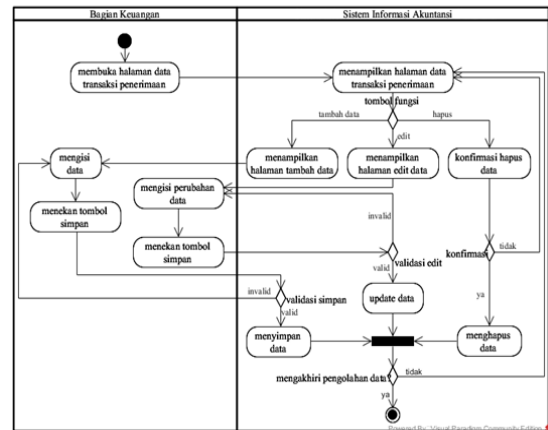 Bagian Keuangan
Sistem Informasi Akuntansi
membuka halaman data
transaksi penerimaan
menampilkan halaman data
transaksi penerimaan
tombol fungsi
tambah data
hapus
edit
mengisi
data
menampilkan
halaman tambah data
menampilkan
halaman edit data
konfirmasi hapus
data
mengisi perubahan
data
menekan tombol
simpan
invalid
menekan tombol
simpan
validasi edit
valid
konfirmasi
tidak
invalid
validasi simpan
valid
update data
ya
menyimpan
data
menghapus
data
mengakhiri pengolahan data
tidak
ya
Powered By Visual Paradigm Community Edition